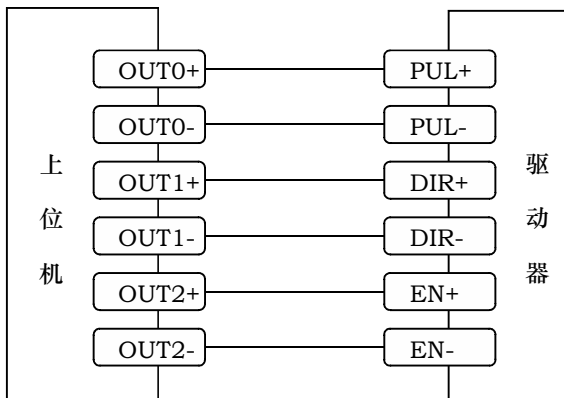 OUT0+ PUL+
OUT0- PUL-
OUT1+ DIR+
OUT1- DIR-
OUT2+ EN+
OUT2- EN-
上位机
驱动器